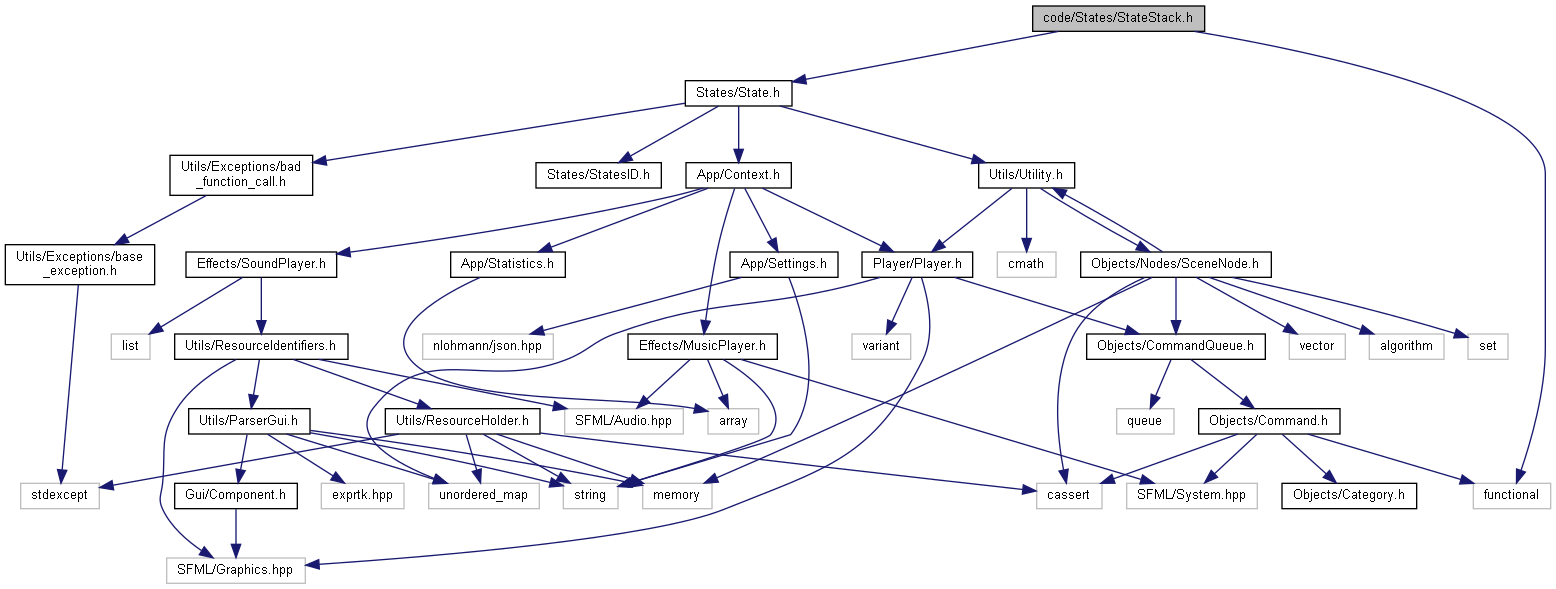 code/States/StateStack.h
States/State.h
Utils/Exceptions/bad
_function_call.h
States/StatesID.h
App/Context.h
Utils/Utility.h
Utils/Exceptions/base
_exception.h
Effects/SoundPlayer.h
App/Statistics.h
App/Settings.h
Player/Player.h
cmath
Objects/Nodes/SceneNode.h
list
Utils/ResourceIdentifiers.h
nlohmann/json.hpp
Effects/MusicPlayer.h
variant
Objects/CommandQueue.h
vector
algorithm
set
Utils/ParserGui.h
Utils/ResourceHolder.h
SFML/Audio.hpp
array
queue
Objects/Command.h
stdexcept
Gui/Component.h
exprtk.hpp
unordered_map
string
memory
cassert
SFML/System.hpp
Objects/Category.h
functional
SFML/Graphics.hpp